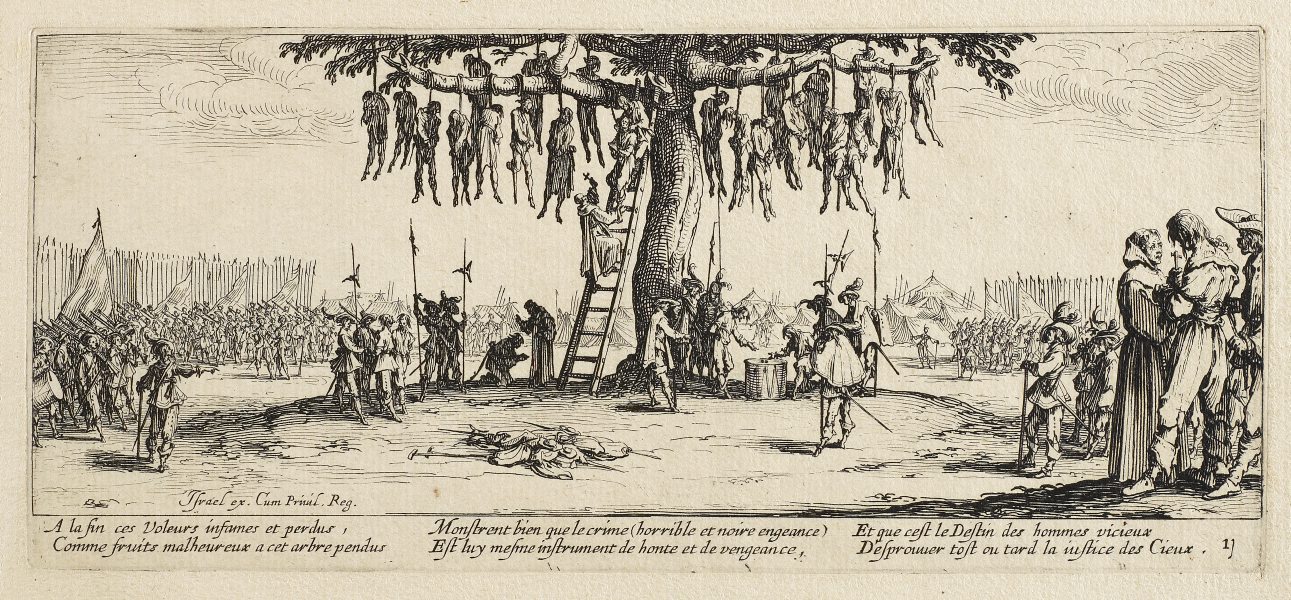 Iſrael ex. Cum Priuil. Reg.
A la fin ces Voleurs infames et perdus ,
Comme fruits malheureux a cet arbre pendus
Monſtrent bien que le crime (horrible et noire engeance)
Eſt luy meſme inſtrument de honte et de vengeance ,
Et que ceſt le Deſtin des hommes vicieux
Deſprouuer toſt ou tard la iuſtice des Cieux .
11